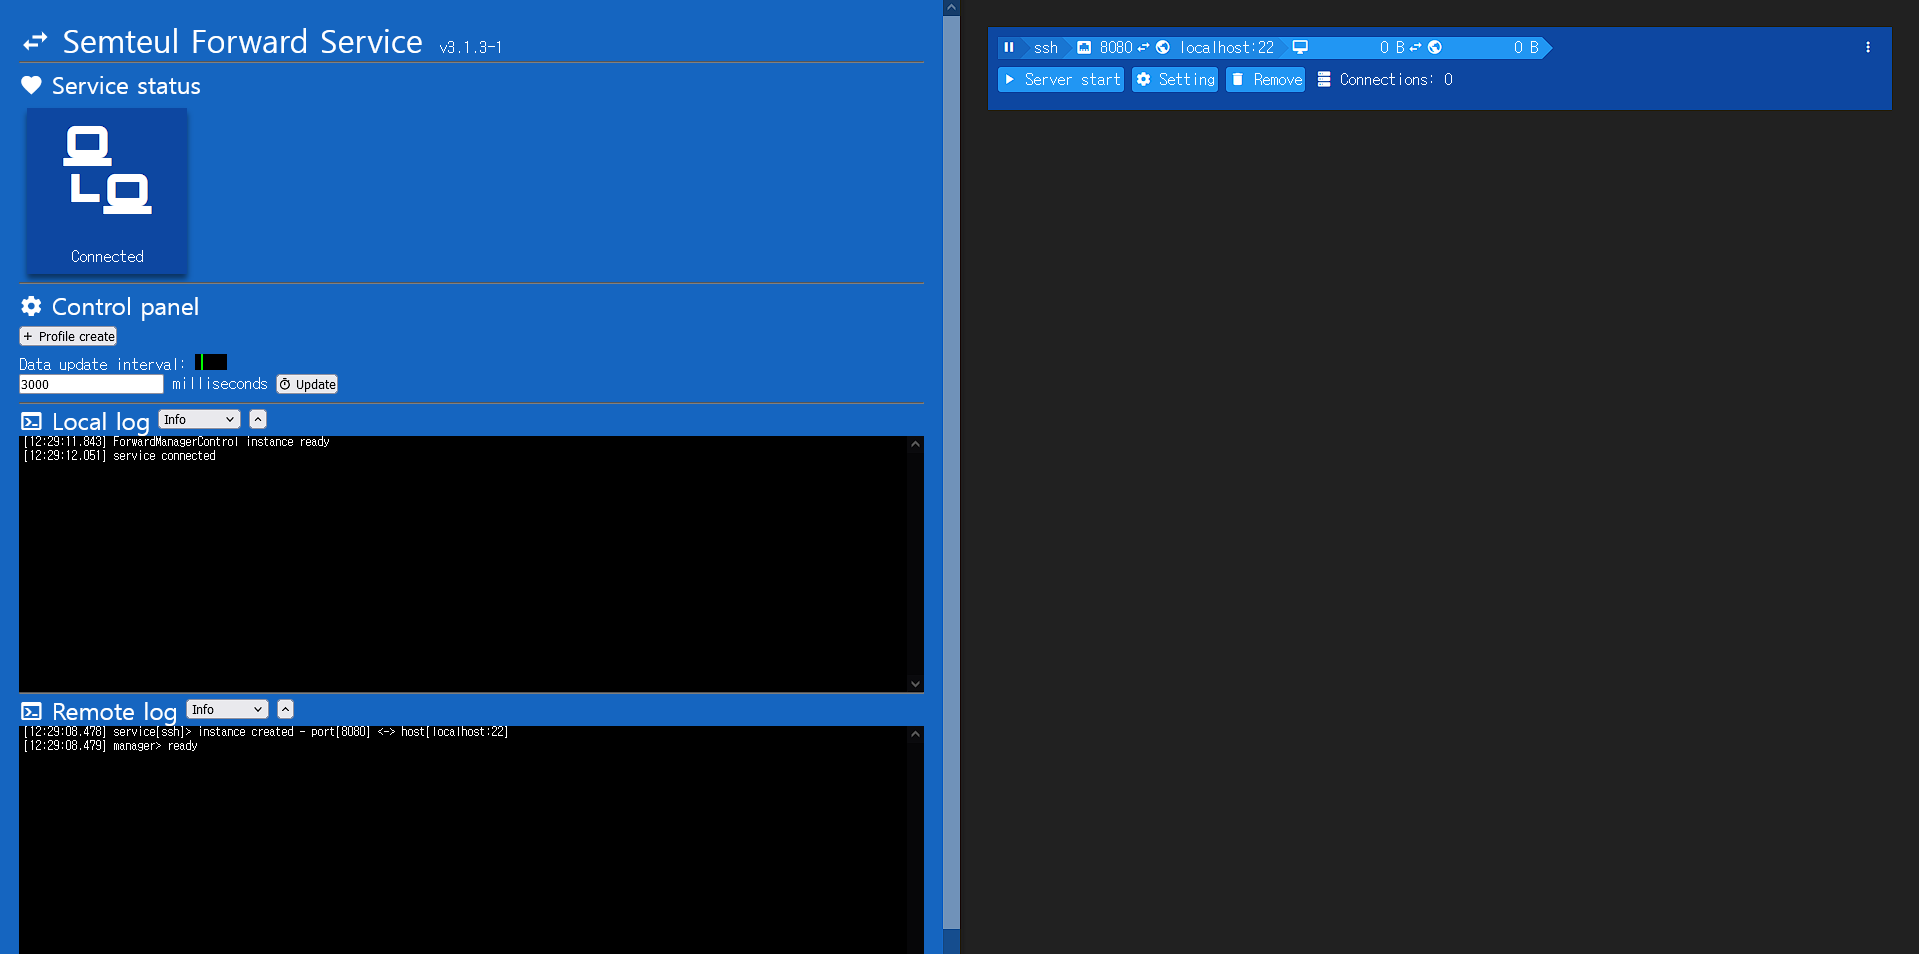 Semteul Forward Service v3.1.3-1
Service status
Connected
Control panel
+ Profile create
Data update interval:
3000 milliseconds Update
Local log Info
[12:29:11.843] ForwardManagerControl instance ready
[12:29:12.051] service connected
Remote log Info
[12:29:08.478] service[ssh]> instance created - port[8080] <-> host[localhost:22]
[12:29:08.479] manager> ready
ssh 8080 localhost:22 0 B 0 B
Server start Setting Remove Connections: 0